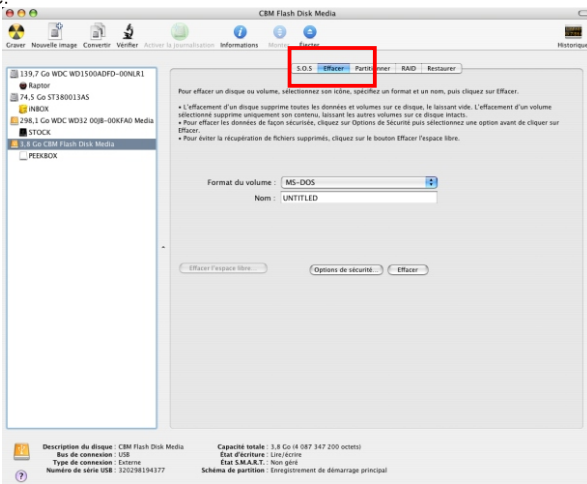 CBM Flash Disk Media
Graver Nouvelle image Convertir Vérifier Activer la journalisation Informations Monter Éjecter Historique
S.O.S Effacer Partitionner RAID Restaurer
139,7 Go WDC WD1500ADFD-00NLR1
Raptor
74,5 Go ST380013AS
INBOX
298,1 Go WDC WD32 00JB-00KFA0 Media
STOCK
3,8 Go CBM Flash Disk Media
PEEKBOX
Pour effacer un disque ou volume, sélectionnez son icône, spécifiez un format et un nom, puis cliquez sur Effacer.
• L'effacement d'un disque supprime toutes les données et volumes sur ce disque, le laissant vide. L'effacement d'un volume
sélectionné supprime uniquement son contenu, laissant les autres volumes sur ce disque intacts.
• Pour effacer les données de façon sécurisée, cliquez sur Options de Sécurité puis sélectionnez une option avant de cliquer sur
Effacer.
• Pour éviter la récupération de fichiers supprimés, cliquez sur le bouton Effacer l'espace libre.
Format du volume : MS-DOS
Nom : UNTITLED
Effacer l'espace libre... Options de sécurité... Effacer
Description du disque : CBM Flash Disk Media
Bus de connexion : USB
Type de connexion : Externe
Numéro de série USB : 320298194377
Capacité totale : 3,8 Go (4 087 347 200 octets)
État d'écriture : Lire/écrire
État S.M.A.R.T. : Non géré
Schéma de partition : Enregistrement de démarrage principal
?